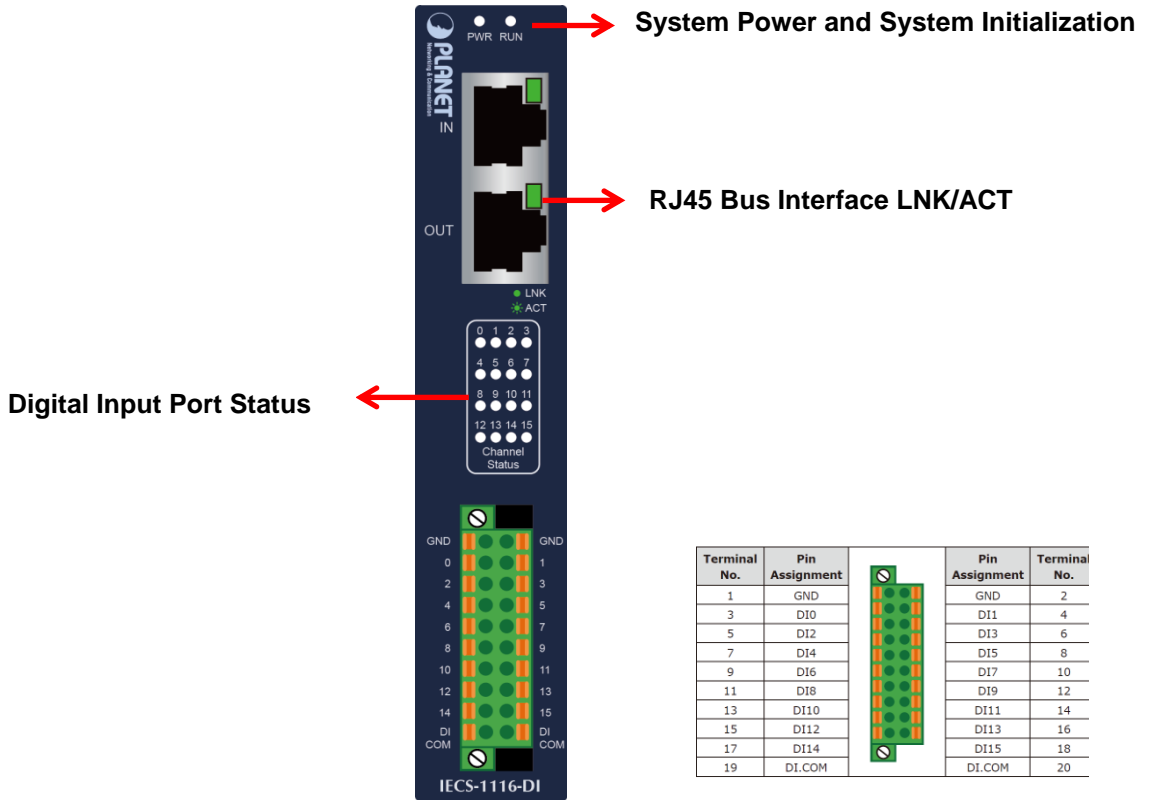 System Power and System Initialization
PWR RUN
PLANET
Networking & Communication
IN
RJ45 Bus Interface LNK/ACT
OUT
LNK
ACT
0 1 2 3
4 5 6 7
Digital Input Port Status
8 9 10 11
12 13 14 15
Channel
Status
GND GND
0 1
2 3
4 5
6 7
8 9
10 11
12 13
14 15
DI DI
COM COM
IECS-1116-DI
Terminal No. Pin Assignment Pin Assignment Terminal No.
1 GND GND 2
3 DI0 DI1 4
5 DI2 DI3 6
7 DI4 DI5 8
9 DI6 DI7 10
11 DI8 DI9 12
13 DI10 DI11 14
15 DI12 DI13 16
17 DI14 DI15 18
19 DI.COM DI.COM 20